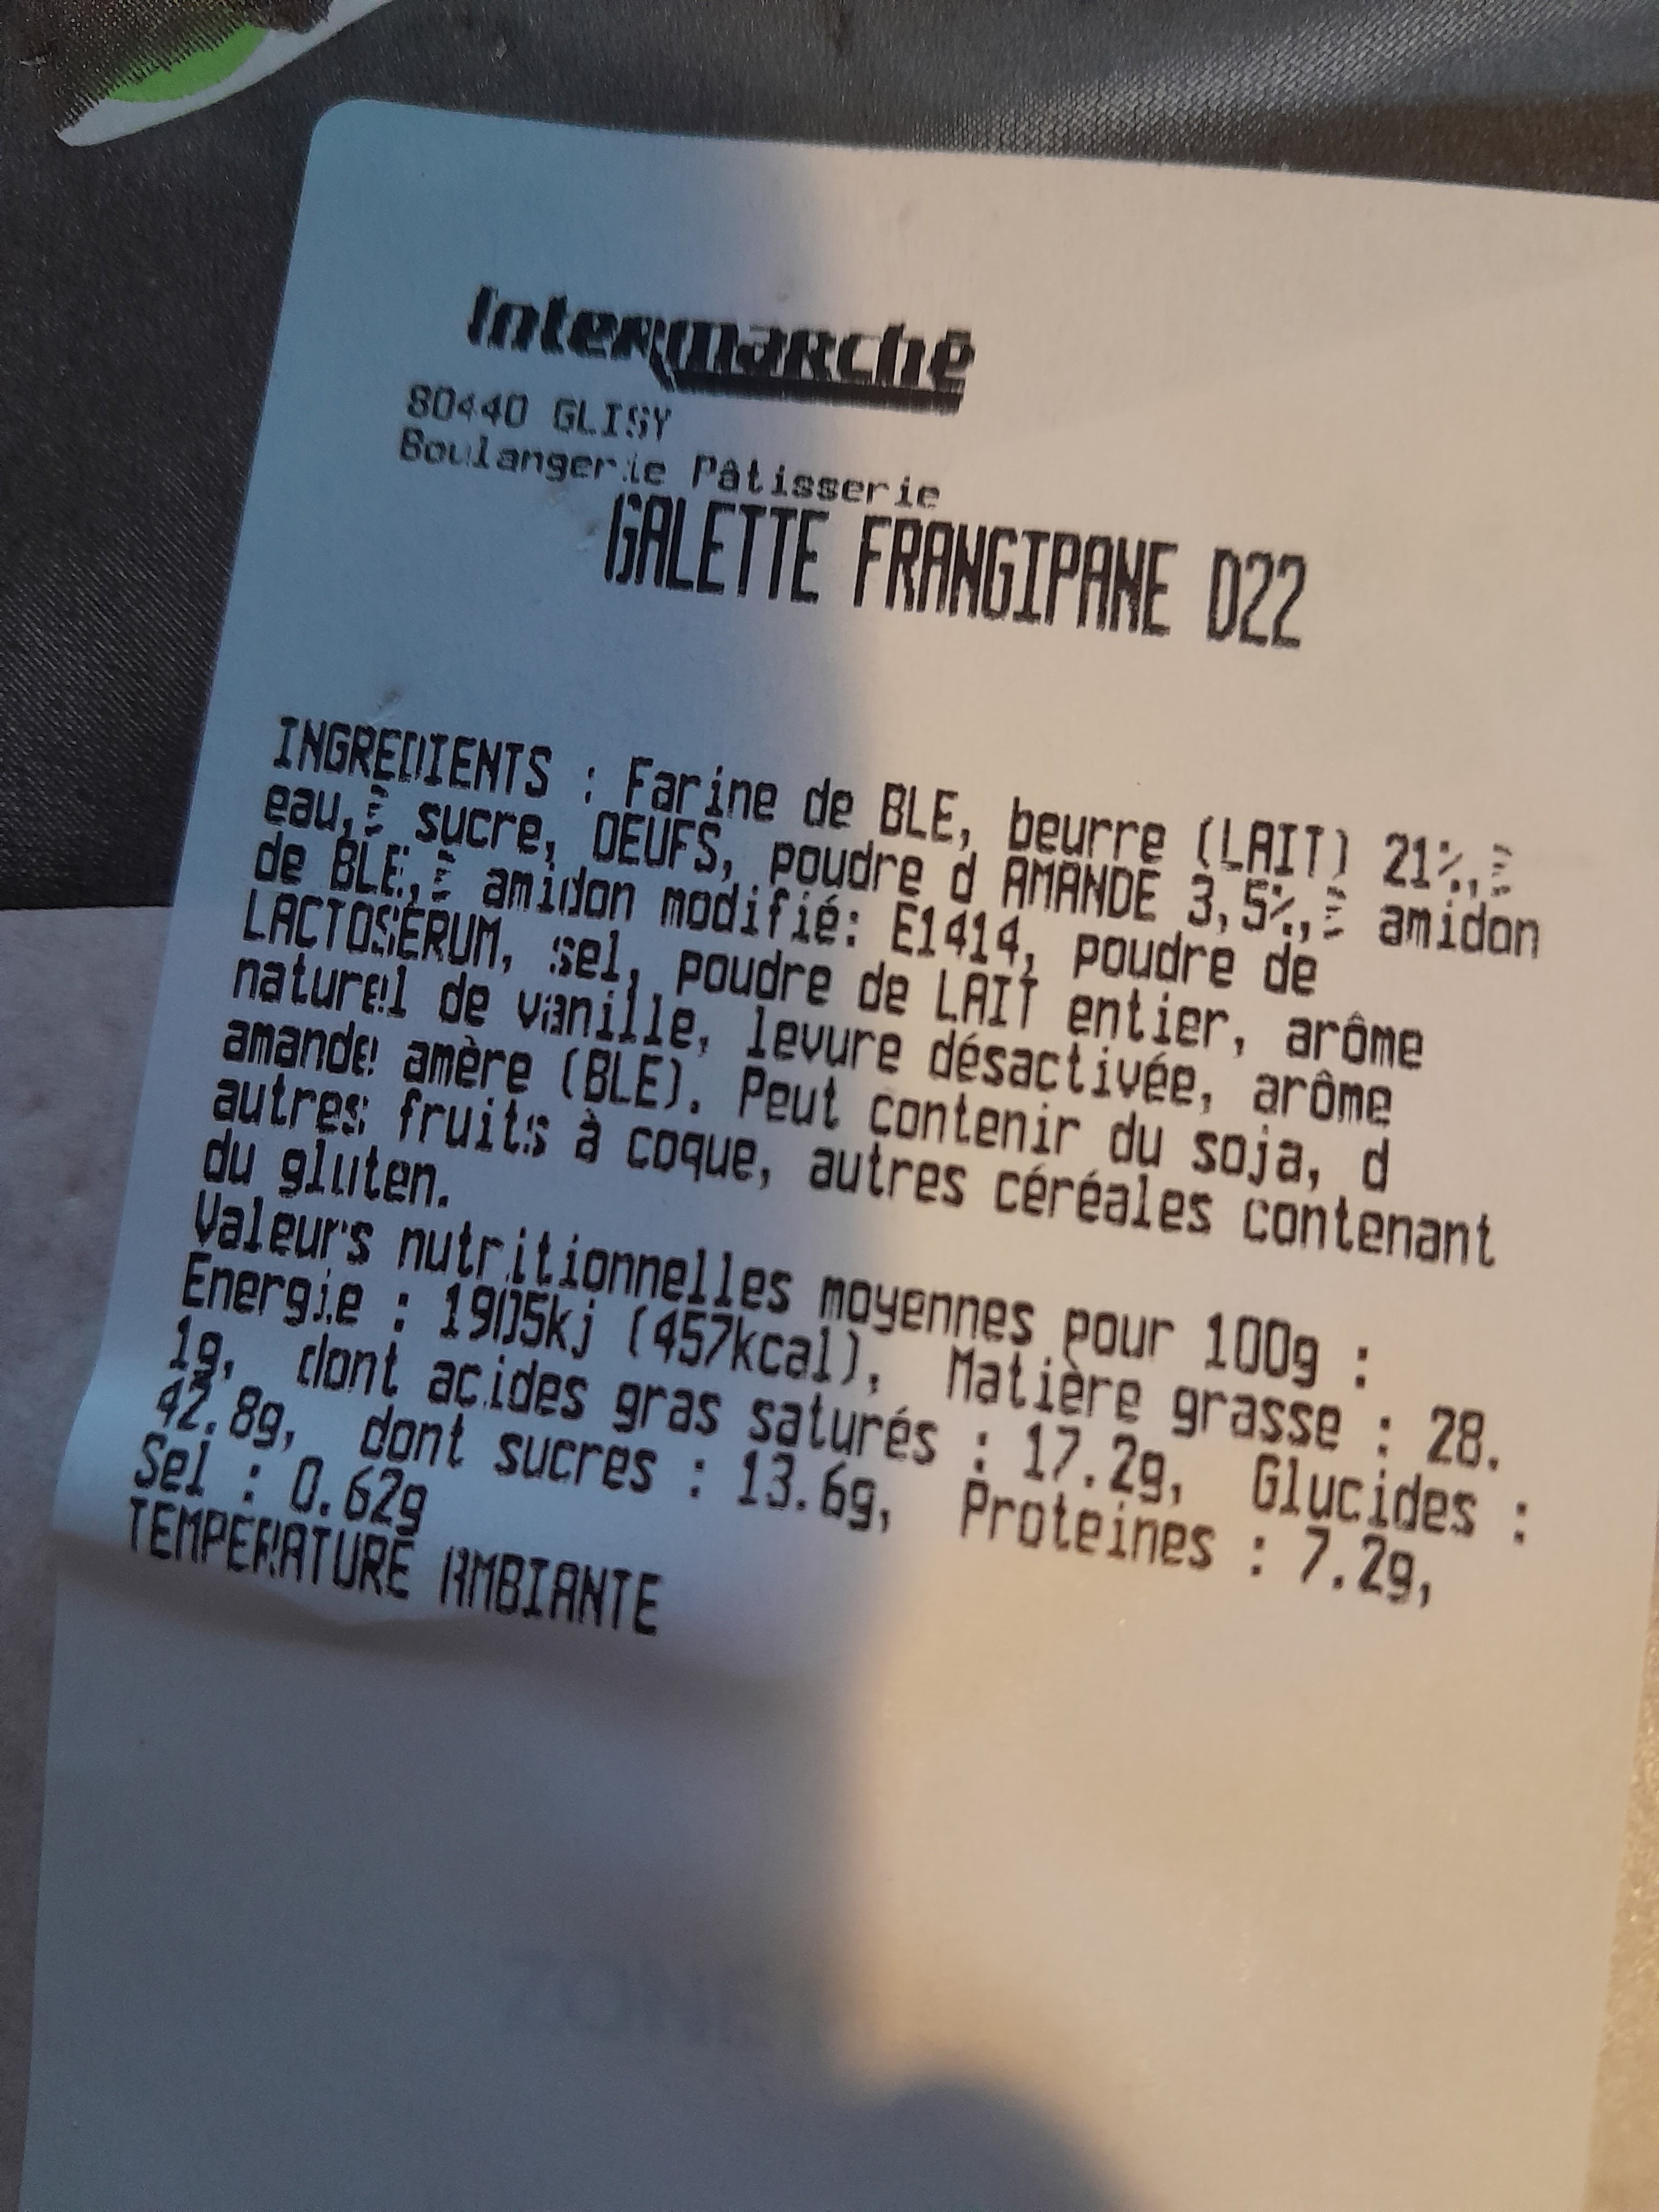 Intermarché
80440 GLISY
Boulangerie Pâtisserie
GALETTE FRANGIPANE D22
INGREDIENTS : Farine de BLE, beurre (LAIT) 21%,
eau, sucre, OEUFS, poudre d AMANDE 3,5%, amidon
de BLE, amidon modifié: E1414, poudre de
LACTOSÉRUM, sel, poudre de LAIT entier, arôme
naturel de vanille, levure désactivée, arôme
amande amère (BLE). Peut contenir du soja, d
autres fruits à coque, autres céréales contenant
du gluten.
Valeurs nutritionnelles moyennes pour 100g :
Energie : 1905kj (457kcal), Matière grasse : 28.
1g, dont acides gras saturés : 17.2g, Glucides :
42.8g, dont sucres : 13.6g, Proteines : 7.2g,
Sel : 0.62g
TEMPERATURE AMBIANTE